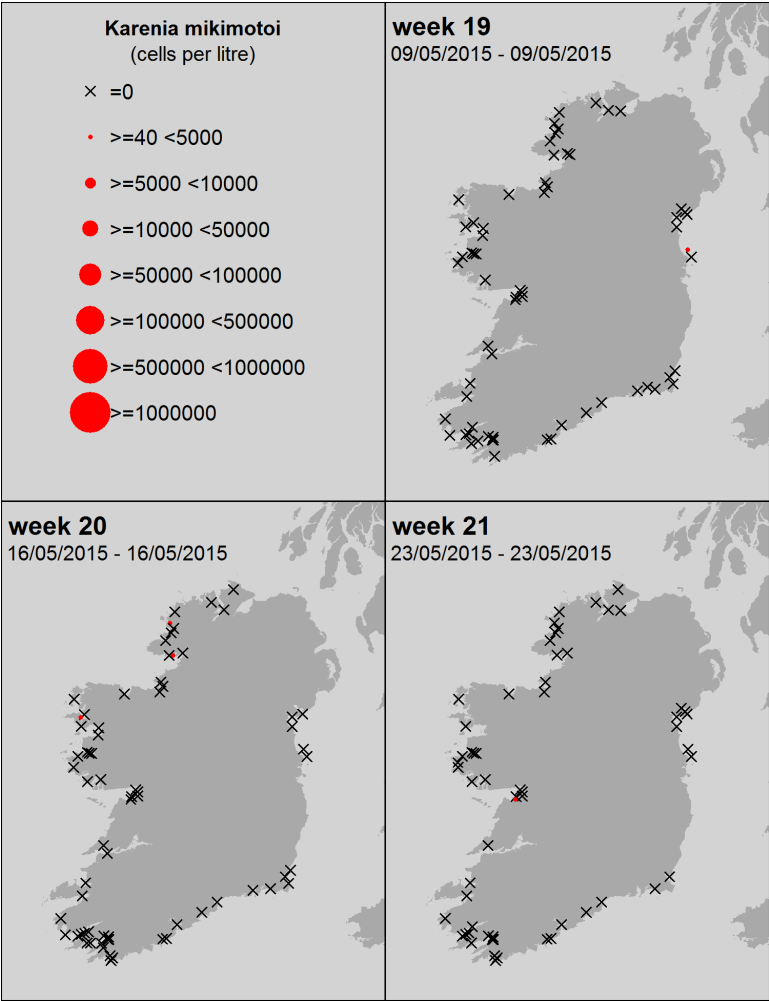 Karenia mikimotoi
(cells per litre)
=0
>=40 <5000
>=5000 <10000
>=10000 <50000
>=50000 <100000
>=100000 <500000
>=500000 <1000000
>=1000000
week 19
09/05/2015 - 09/05/2015
week 20
16/05/2015 - 16/05/2015
week 21
23/05/2015 - 23/05/2015